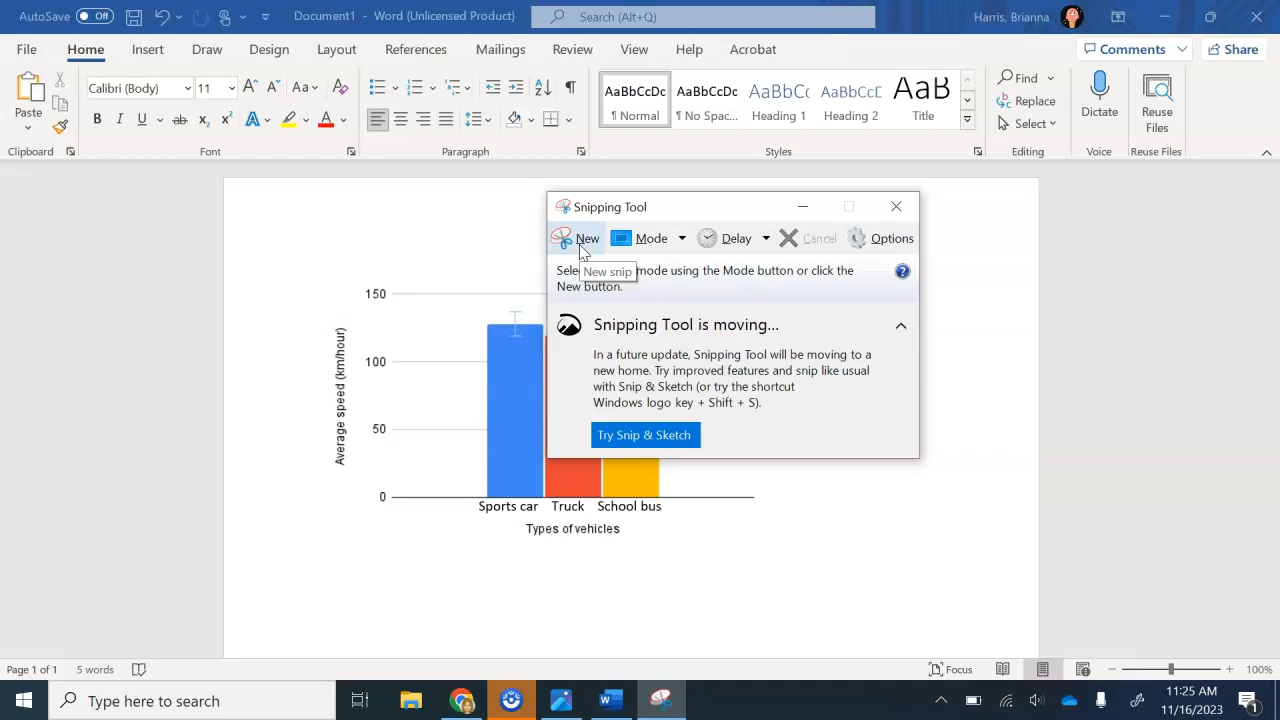 AutoSave Off Document1 - Word (Unlicensed Product) Search (Alt+Q) Harris, Brianna
File Home Insert Draw Design Layout References Mailings Review View Help Acrobat Comments Share
Paste
Clipboard
Calibri (Body) 11 Aa
B I U ab x₂ x² A A
Font
Paragraph
AaBbCcDc AaBbCcDc AaBbCc AaBbCcD AaB
¶ Normal ¶ No Spac... Heading 1 Heading 2 Title
Styles
Find
Replace
Select
Editing
Dictate
Voice
Reuse
Files
Reuse Files
Snipping Tool
New Mode Delay Cancel Options
New snip
mode using the Mode button or click the
New button.
Snipping Tool is moving...
In a future update, Snipping Tool will be moving to a
new home. Try improved features and snip like usual
with Snip & Sketch (or try the shortcut
Windows logo key + Shift + S).
Try Snip & Sketch
Average speed (km/hour)
150
100
50
0
Sports car Truck School bus
Types of vehicles
Page 1 of 1 5 words Focus 100%
Type here to search
11:25 AM
11/16/2023
1